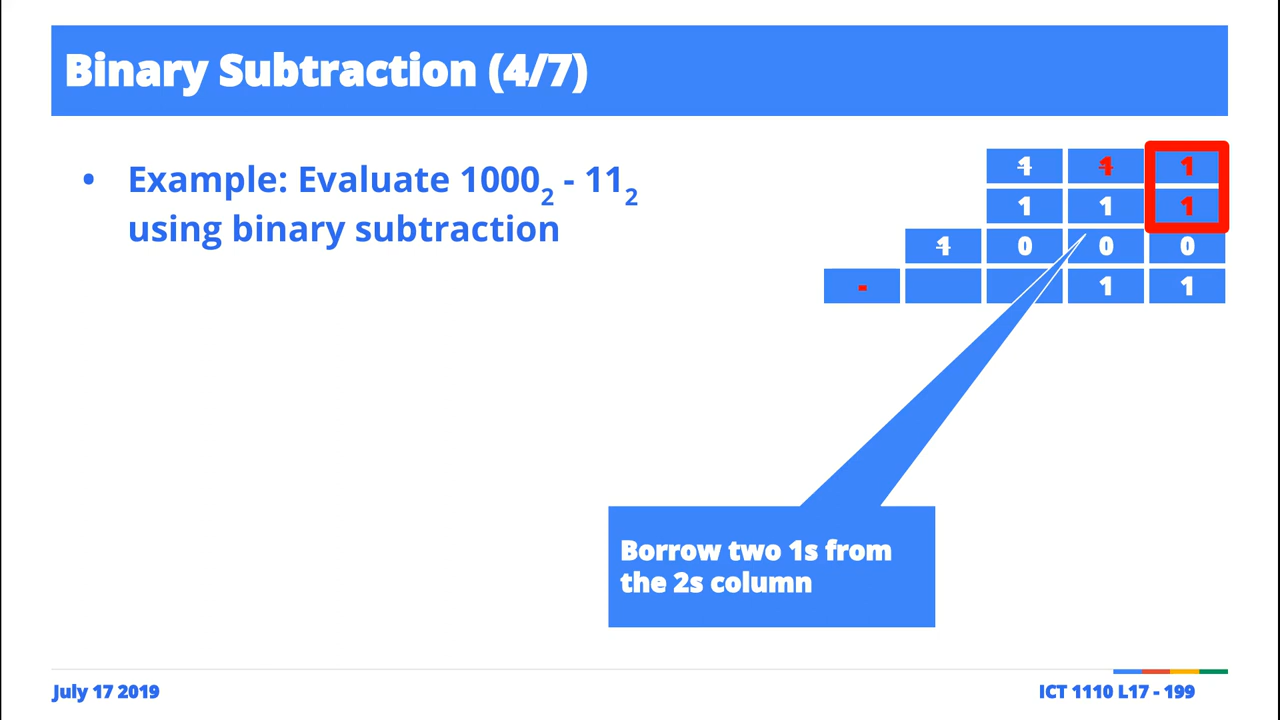 Binary Subtraction (4/7)
• Example: Evaluate 1000₂ - 11₂
using binary subtraction
1 1 1
1 1 1
1 0 0 0
- 1 1
Borrow two 1s from
the 2s column
July 17 2019
ICT 1110 L17 - 199